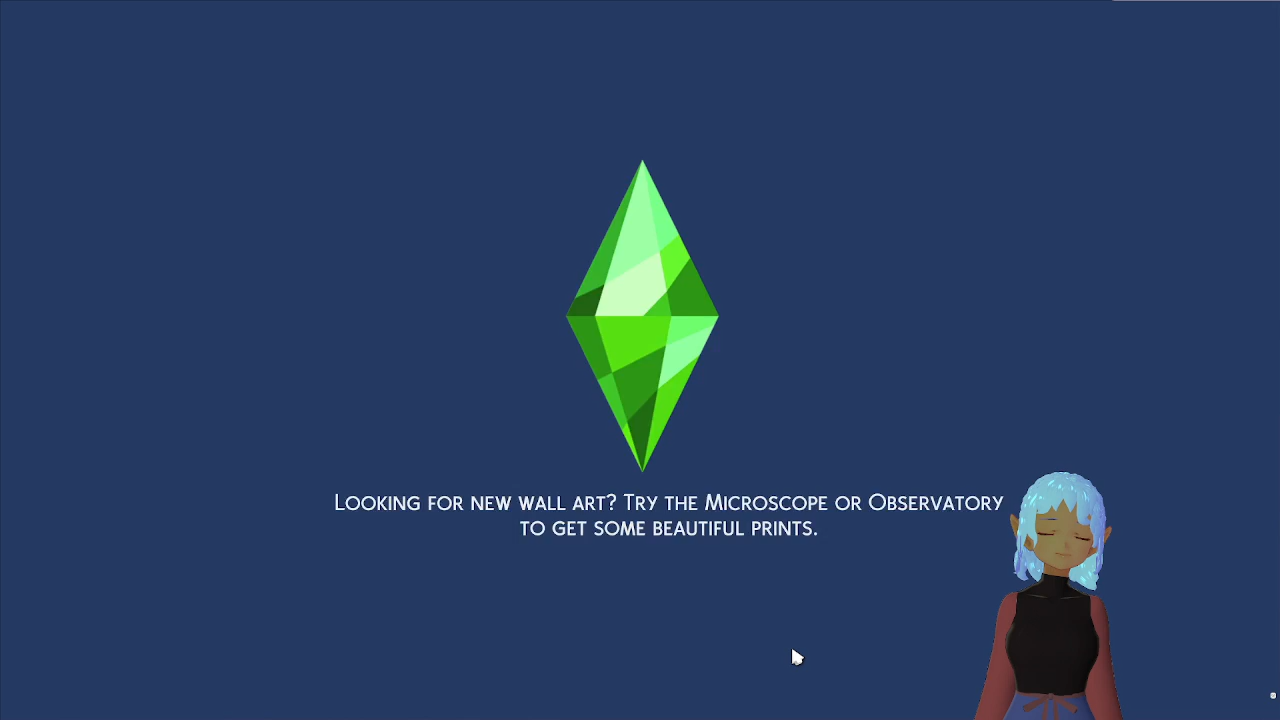 Looking for new wall art? Try the Microscope or Observatory
to get some beautiful prints.